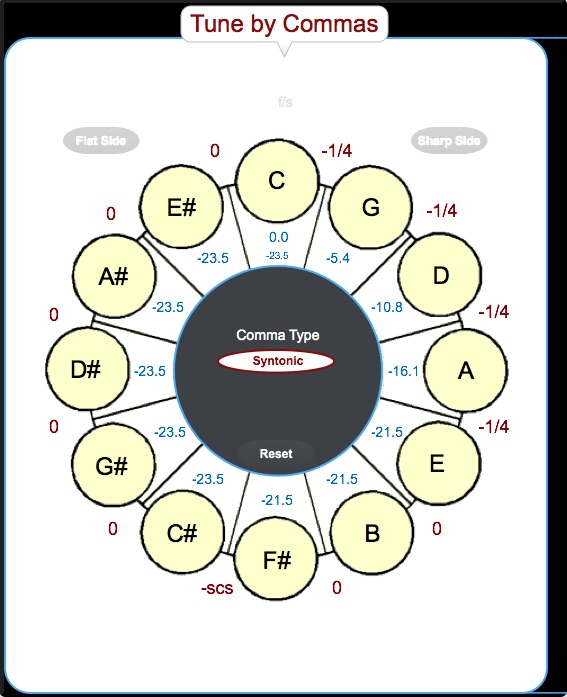 Tune by Commas
f/s
Flat Side
Sharp Side
0
C
-1/4
E#
G
0
-1/4
0.0
-23.5
-23.5
-5.4
A#
D
-23.5
-10.8
0
-1/4
Comma Type
Syntonic
D#
-23.5
-16.1
A
0
-1/4
-23.5
-21.5
G#
Reset
E
-23.5
-21.5
-21.5
0
C#
B
0
F#
-scs
0